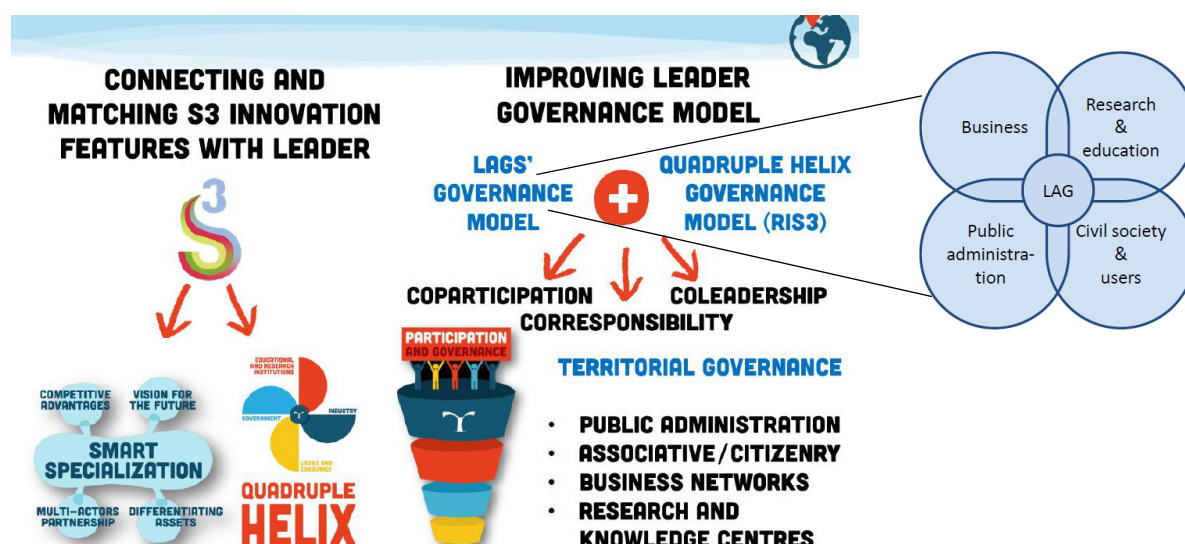 CONNECTING AND
MATCHING S3 INNOVATION
FEATURES WITH LEADER
S3
COMPETITIVE
ADVANTAGES
VISION FOR
THE FUTURE
SMART
SPECIALIZATION
MULTI-ACTORS
PARTNERSHIP
DIFFERENTIATING
ASSETS
EDUCATIONAL
AND RESEARCH
INSTITUTIONS
GOVERNMENT
INDUSTRY
USERS AND
CONSUMER
QUADRUPLE
HELIX
IMPROVING LEADER
GOVERNANCE MODEL
LAGS'
GOVERNANCE
MODEL
+
QUADRUPLE HELIX
GOVERNANCE
MODEL (RIS3)
COPARTICIPATION
COLEADERSHIP
CORRESPONSIBILITY
PARTICIPATION
AND GOVERNANCE
TERRITORIAL GOVERNANCE
• PUBLIC ADMINISTRATION
• ASSOCIATIVE/CITIZENRY
• BUSINESS NETWORKS
• RESEARCH AND
KNOWLEDGE CENTRES
Business
Research
&
education
LAG
Public
administra-
tion
Civil society
&
users